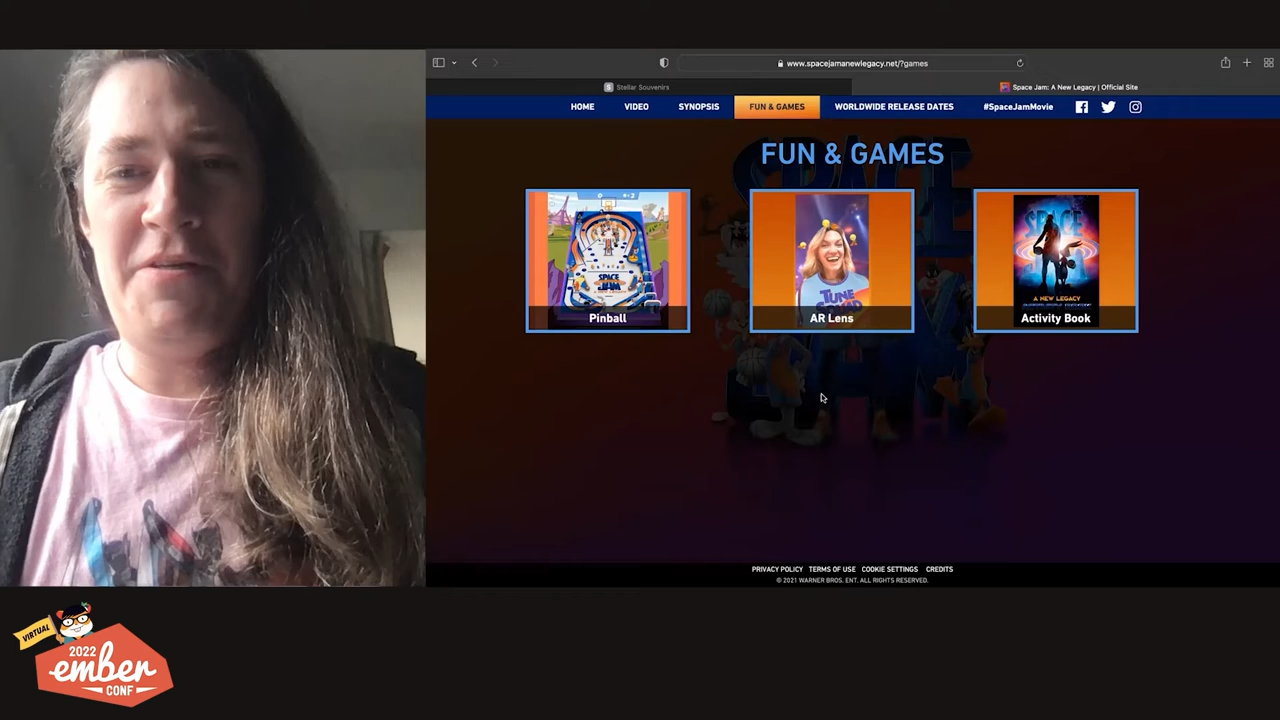 www.spacejamanewlegacy.net/?games
S Stellar Souvenirs
Space Jam: A New Legacy | Official Site
HOME VIDEO SYNOPSIS FUN & GAMES WORLDWIDE RELEASE DATES #SpaceJamMovie
FUN & GAMES
SPACE JAM
Pinball
TUNE SQUAD
AR Lens
SPACE
A NEW LEGACY
Activity Book
PRIVACY POLICY TERMS OF USE COOKIE SETTINGS CREDITS
© 2021 WARNER BROS. ENT. ALL RIGHTS RESERVED.
VIRTUAL
2022
ember
CONF